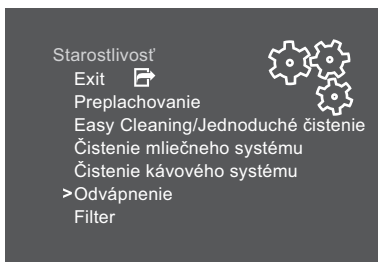 Starostlivosť
Exit
Preplachovanie
Easy Cleaning/Jednoduché čistenie
Čistenie mliečneho systému
Čistenie kávového systému
>Odvápnenie
Filter